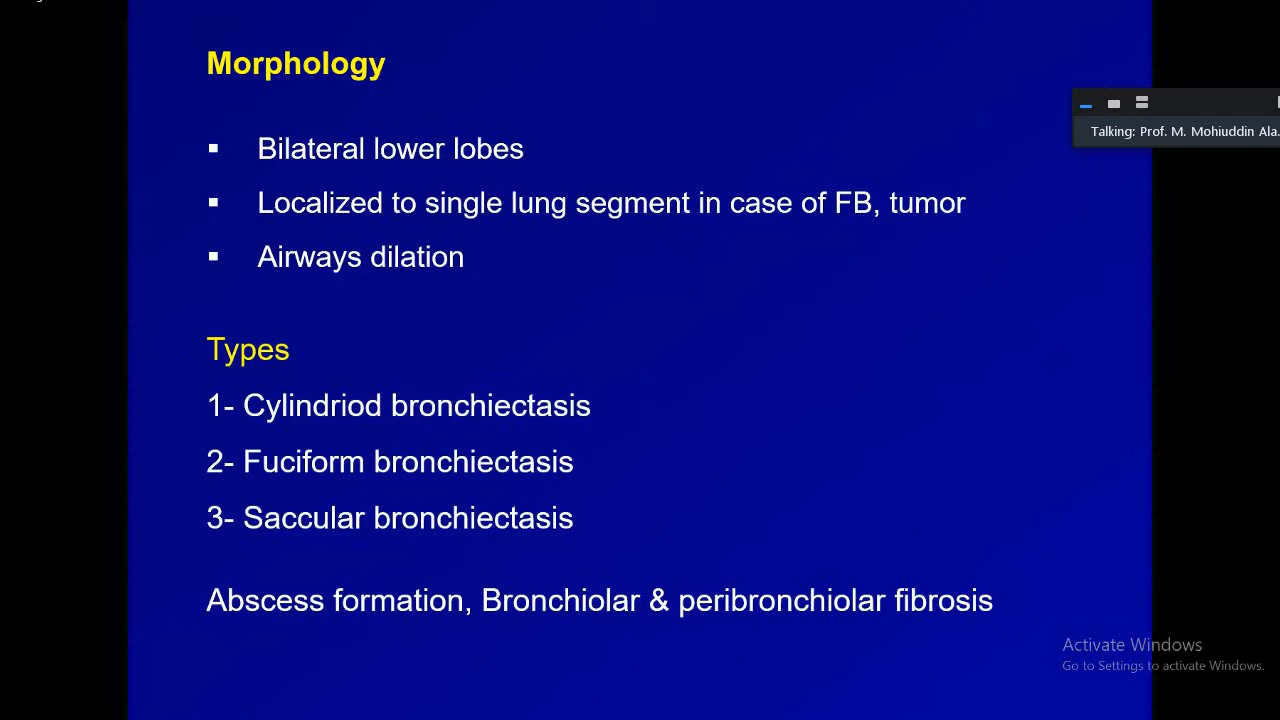 Morphology
▪ Bilateral lower lobes
▪ Localized to single lung segment in case of FB, tumor
▪ Airways dilation
Talking: Prof. M. Mohiuddin Ala.
Types
1- Cylindriod bronchiectasis
2- Fuciform bronchiectasis
3- Saccular bronchiectasis
Abscess formation, Bronchiolar & peribronchiolar fibrosis
Activate Windows
Go to Settings to activate Windows.